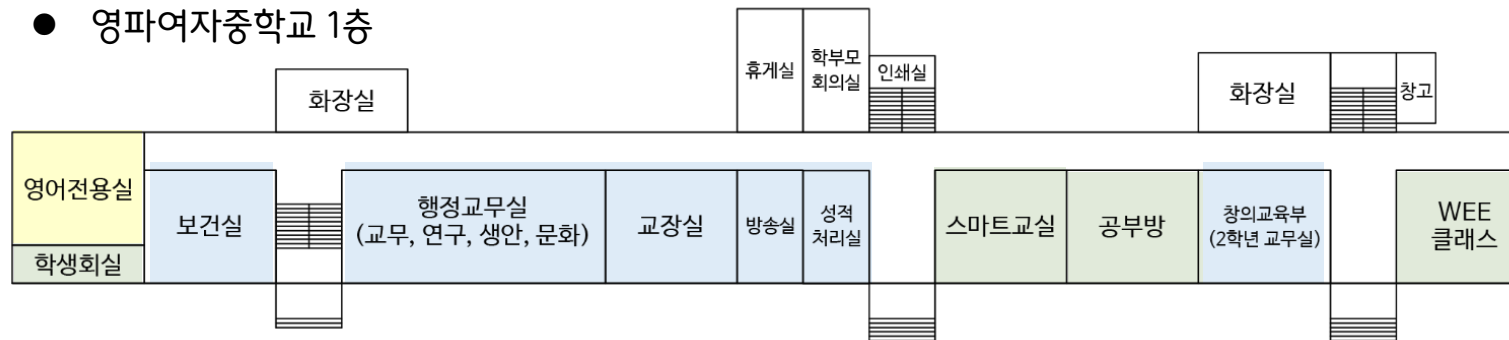 ● 영파여자중학교 1층
휴게실
학부모
회의실
인쇄실
화장실
화장실
창고
영어전용실
학생회실
보건실
행정교무실
(교무, 연구, 생안, 문화)
교장실
방송실
성적
처리실
스마트교실
공부방
창의교육부
(2학년 교무실)
WEE
클래스